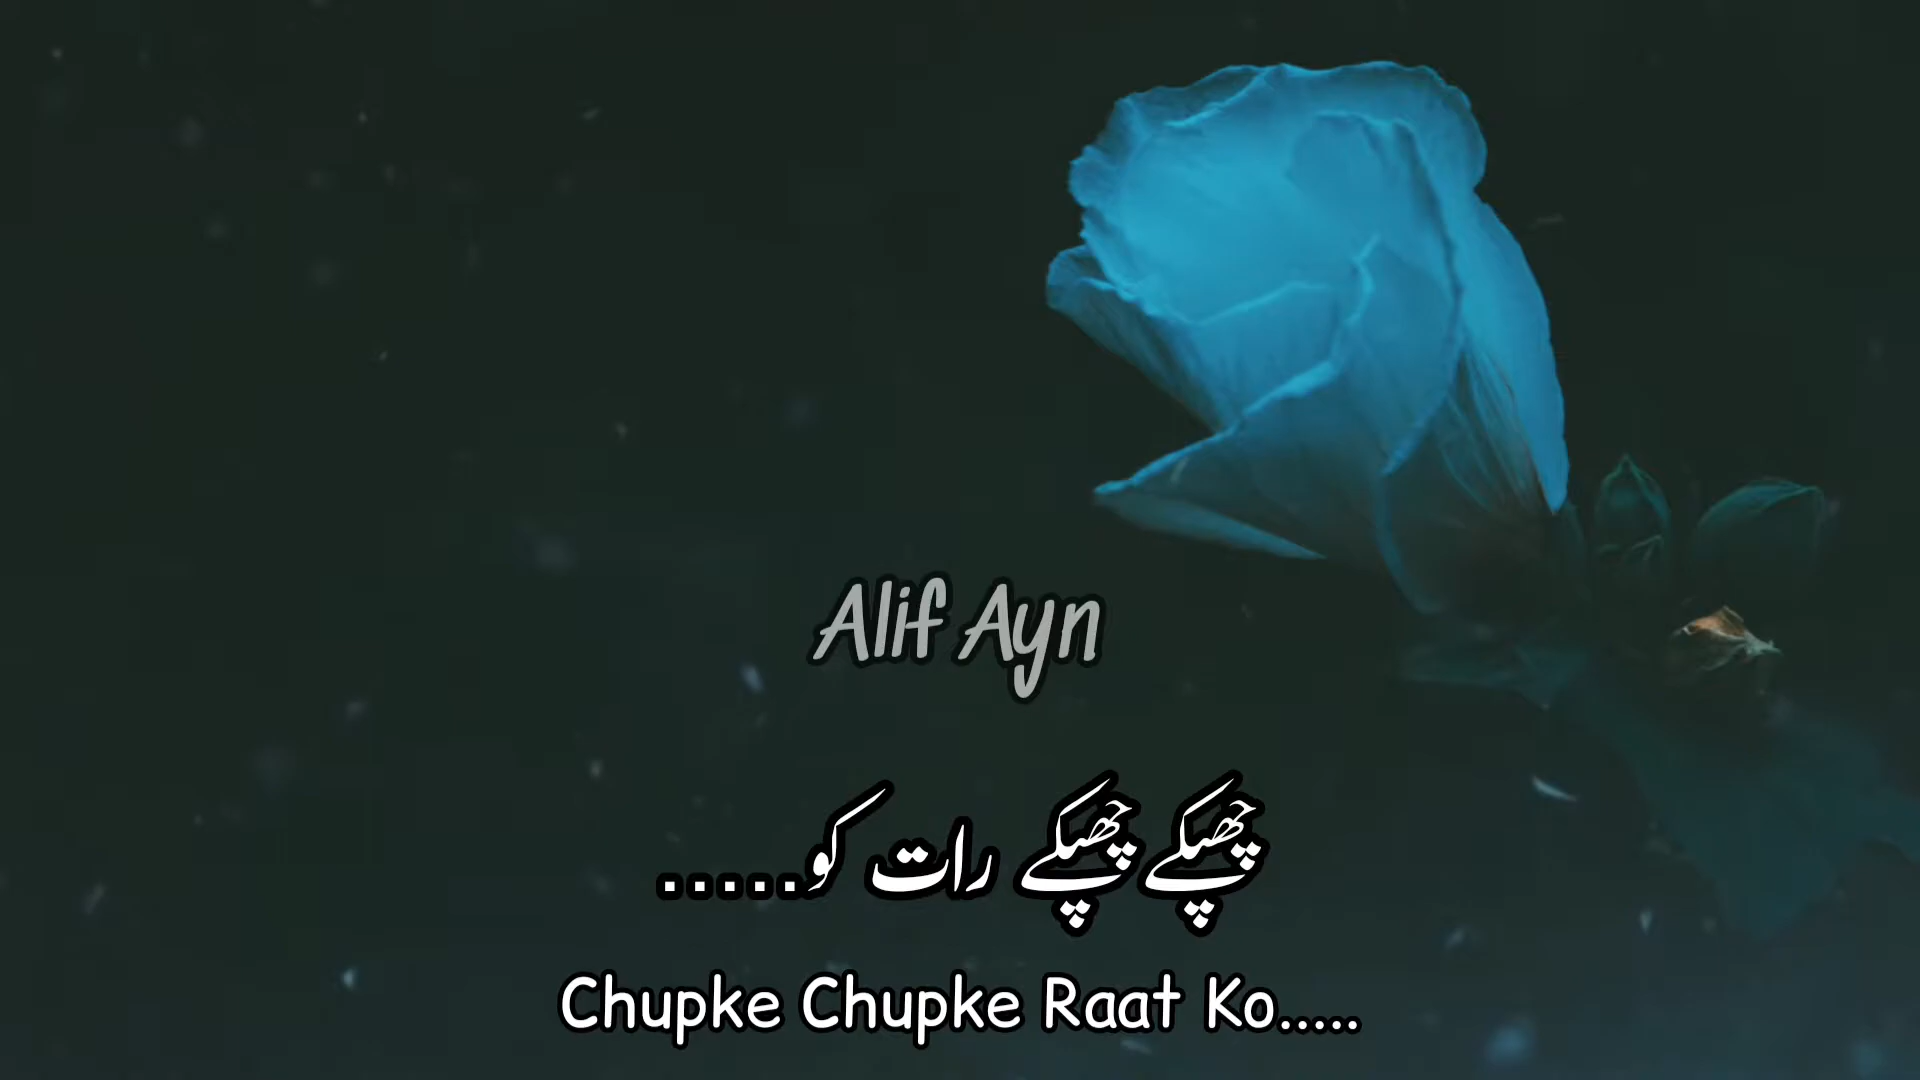 Alif Ayn
چھپکے چھپکے رات کو.....
Chupke Chupke Raat Ko.....